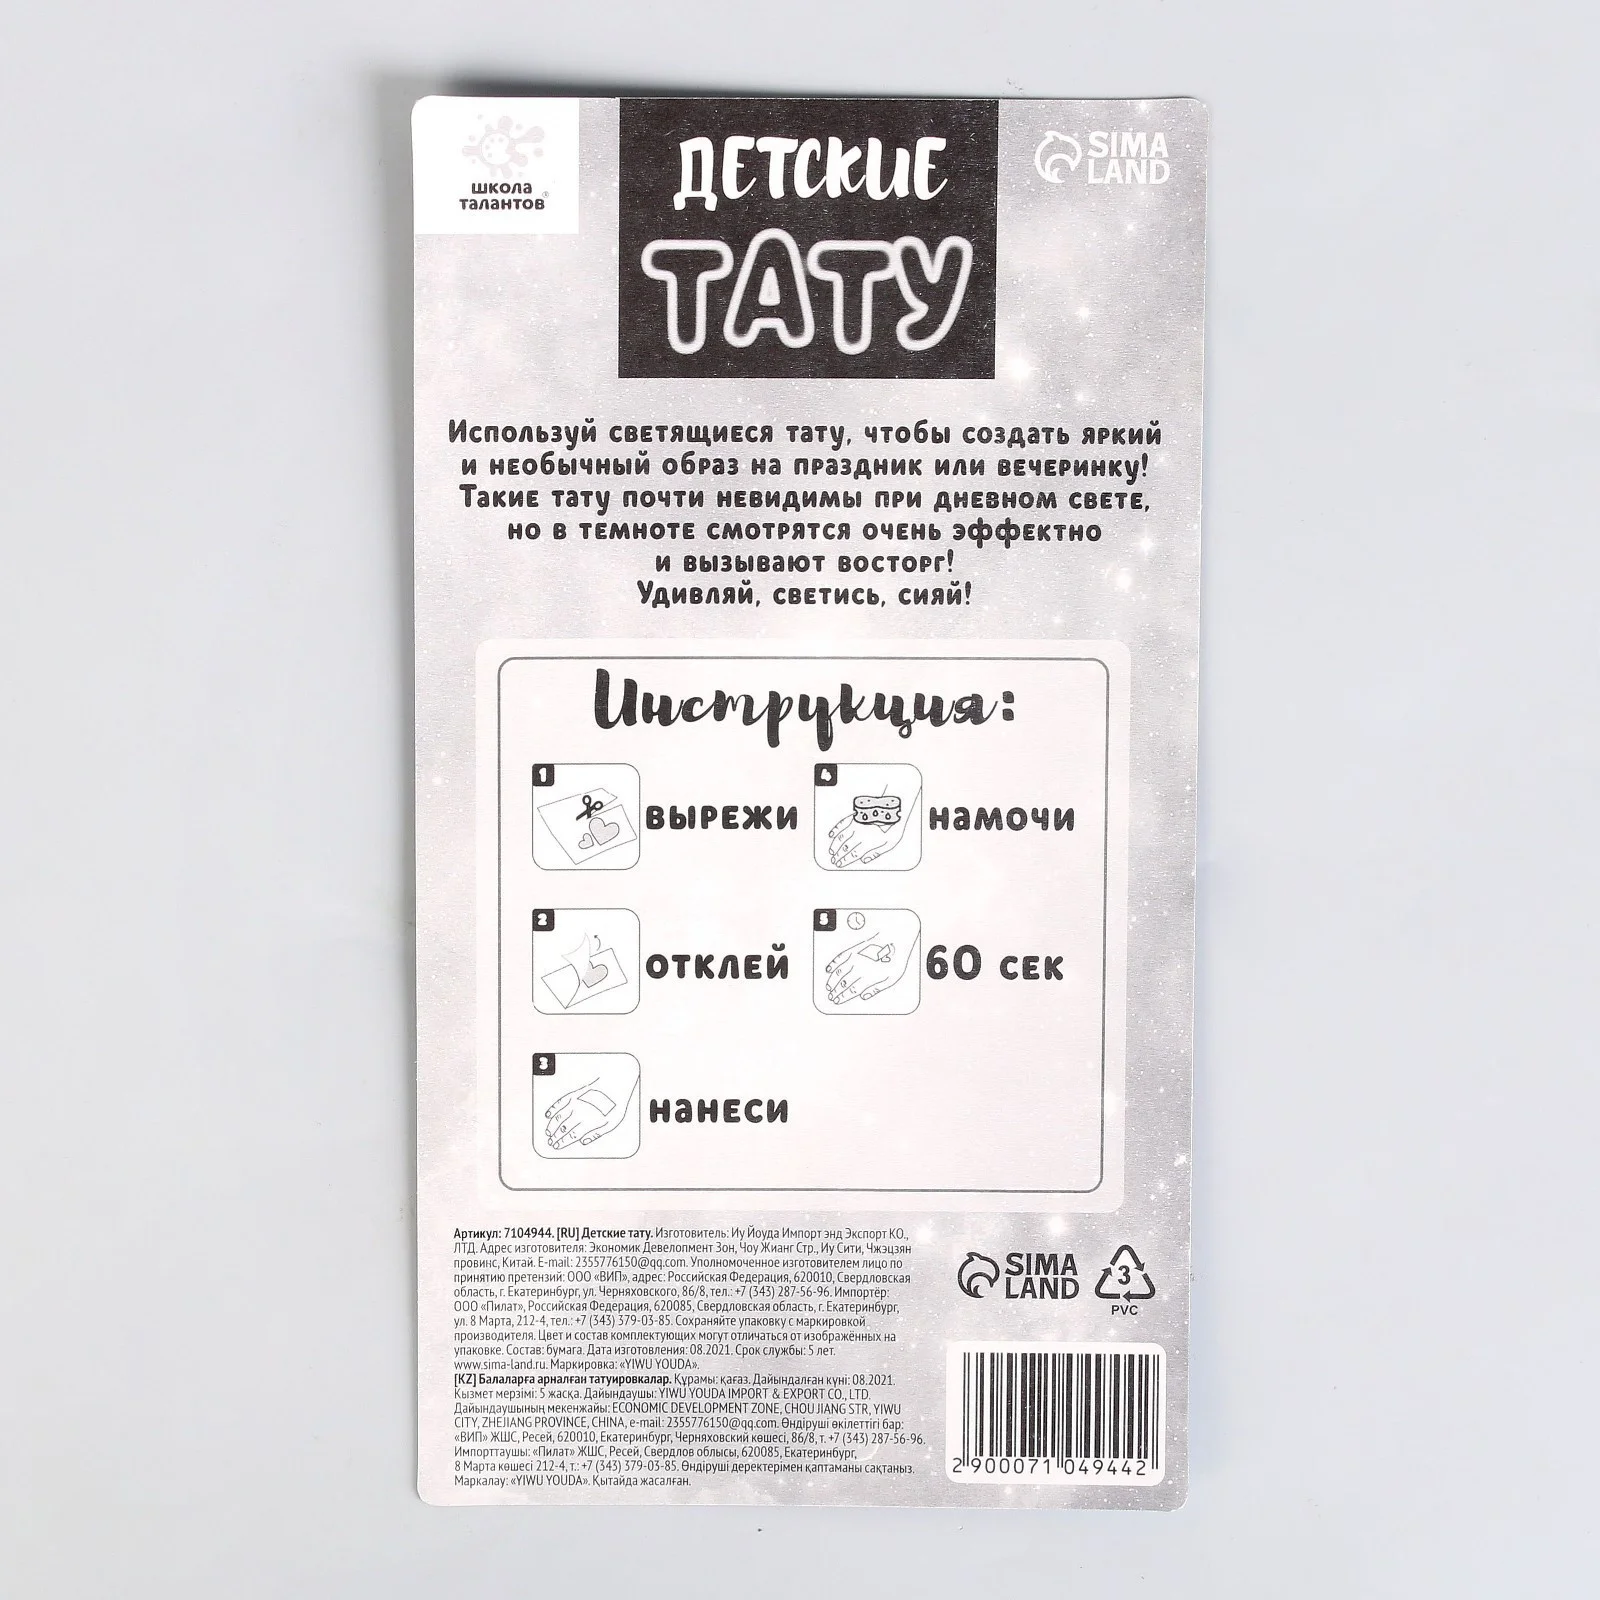 ШКОЛА
ТАЛАНТОВ®
ДЕТСКИЕ
ТАТУ
SIMA
LAND
Используй светящиеся тату, чтобы создать яркий
и необычный образ на праздник или вечеринку!
Такие тату почти невидимы при дневном свете,
но в темноте смотрятся очень эффектно
и вызывают восторг!
Удивляй, светись, сияй!
Инструкция:
1
ВЫРЕЖИ
2
ОТКЛЕЙ
3
НАНЕСИ
4
НАМОЧИ
5
60 СЕК
Артикул: 7104944. [RU] Детские тату. Изготовитель: Иу Йоуда Импорт энд Экспорт КО.,
ЛТД. Адрес изготовителя: Экономик Девелопмент Зон, Чоу Жианг Стр., Иу Сити, Чжэцзян
провинс, Китай. E-mail: 2355776150@qq.com. Уполномоченное изготовителем лицо по
принятию претензий: ООО «ВИП», адрес: Российская Федерация, 620010, Свердловская
область, г. Екатеринбург, ул. Черняховского, 86/8, тел.: +7 (343) 287-56-96. Импортёр:
ООО «Пилат», Российская Федерация, 620085, Свердловская область, г. Екатеринбург,
ул. 8 Марта, 212-4, тел.: +7 (343) 379-03-85. Сохраняйте упаковку с маркировкой
производителя. Цвет и состав комплектующих могут отличаться от изображённых на
упаковке. Состав: бумага. Дата изготовления: 08.2021. Срок службы: 5 лет.
www.sima-land.ru. Маркировка: «YIWU YOUDA».
[KZ] Балаларға арналған татуировкалар. Құрамы: қағаз. Дайындалған күні: 08.2021.
Қызмет мерзімі: 5 жасқа. Дайындаушы: YIWU YOUDA IMPORT & EXPORT CO., LTD.
Дайындаушының мекенжайы: ECONOMIC DEVELOPMENT ZONE, CHOU JIANG STR, YIWU
CITY, ZHEJIANG PROVINCE, CHINA, e-mail: 2355776150@qq.com. Өндіруші өкілеттігі бар:
«ВИП» ЖШС, Ресей, 620010, Екатеринбург, Черняховский көшесі, 86/8, т. +7 (343) 287-56-96.
Импорттаушы: «Пилат» ЖШС, Ресей, Свердлов облысы, 620085, Екатеринбург,
8 Марта көшесі 212-4, т.: +7 (343) 379-03-85. Өндіруші деректерімен қаптаманы сақтаңыз.
Маркалау: «YIWU YOUDA». Қытайда жасалған.
SIMA
LAND
3
PVC
2 900071 049442